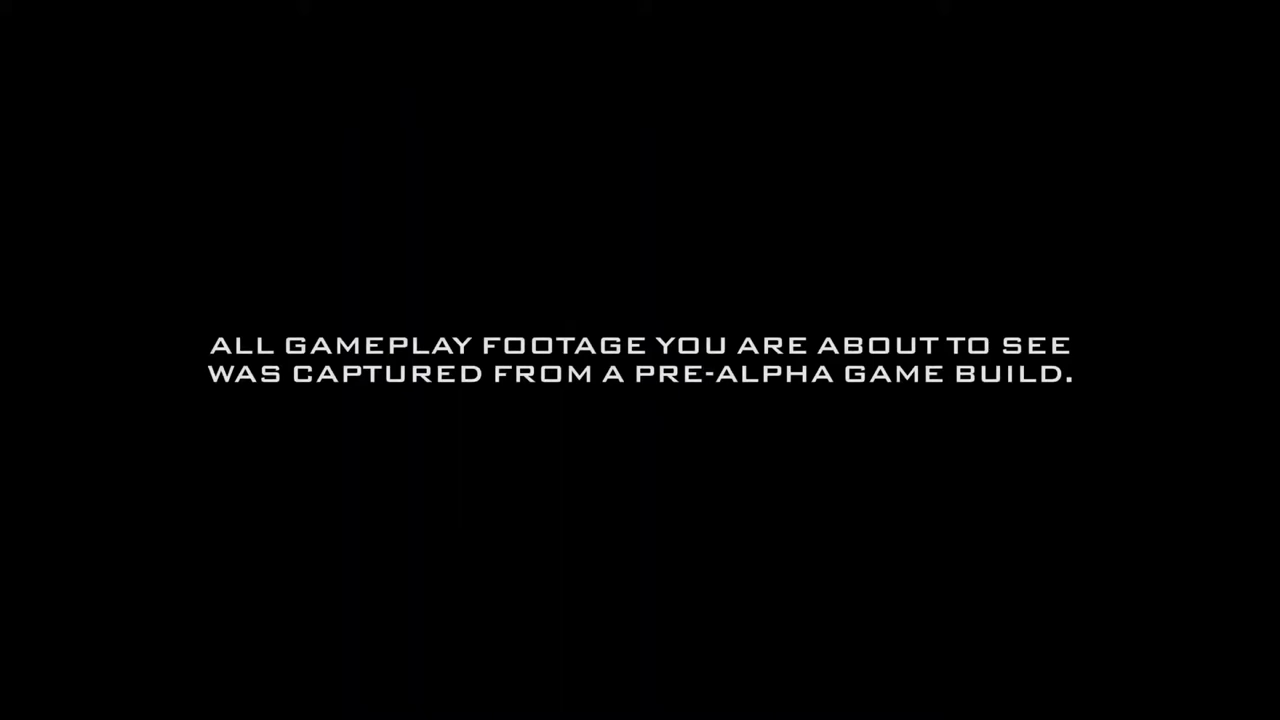 ALL GAMEPLAY FOOTAGE YOU ARE ABOUT TO SEE
WAS CAPTURED FROM A PRE-ALPHA GAME BUILD.